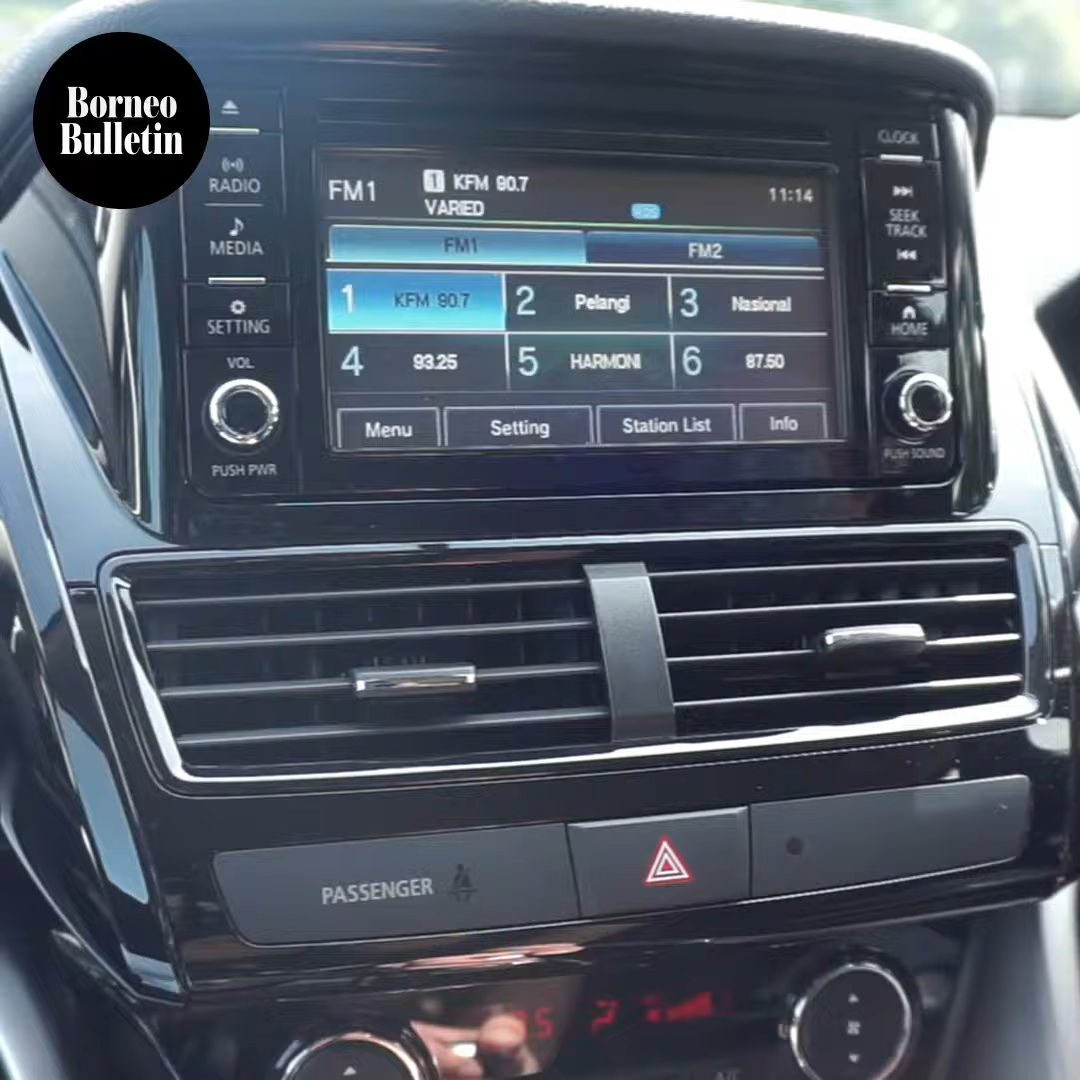 Borneo
Bulletin
RADIO
MEDIA
SETTING
VOL
PUSH PWR
FM1
1 KFM 90.7
VARIED
RDS
11:14
FM1
FM2
1 KFM 90.7
2 Pelangi
3 Nasional
4 93.25
5 HARMONI
6 87.50
Menu
Setting
Station List
Info
CLOCK
SEEK
TRACK
HOME
PUSH SOUND
PASSENGER